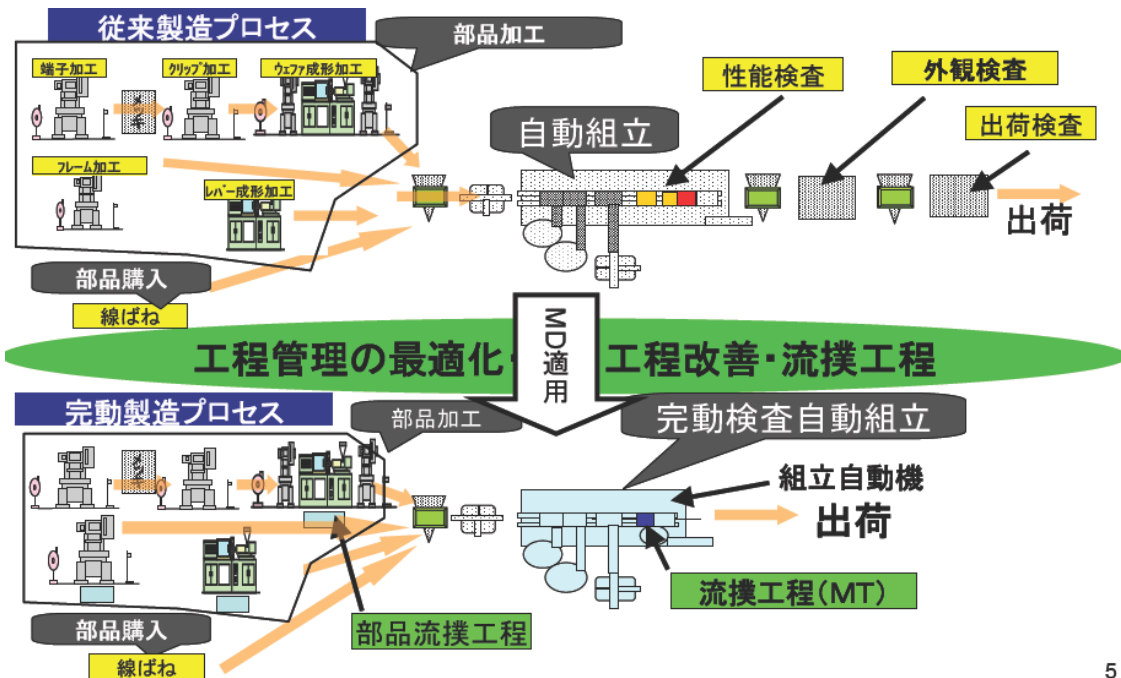 従来製造プロセス
部品加工
端子加工
クリップ加工
ウェファ成形加工
メッキ
フレーム加工
レバー成形加工
部品購入
線ばね
自動組立
性能検査
外観検査
出荷検査
出荷
工程管理の最適化・
工程改善・流撲工程
MD適用
完動製造プロセス
部品加工
メッキ
部品購入
線ばね
部品流撲工程
完動検査自動組立
組立自動機
出荷
流撲工程(MT)
5